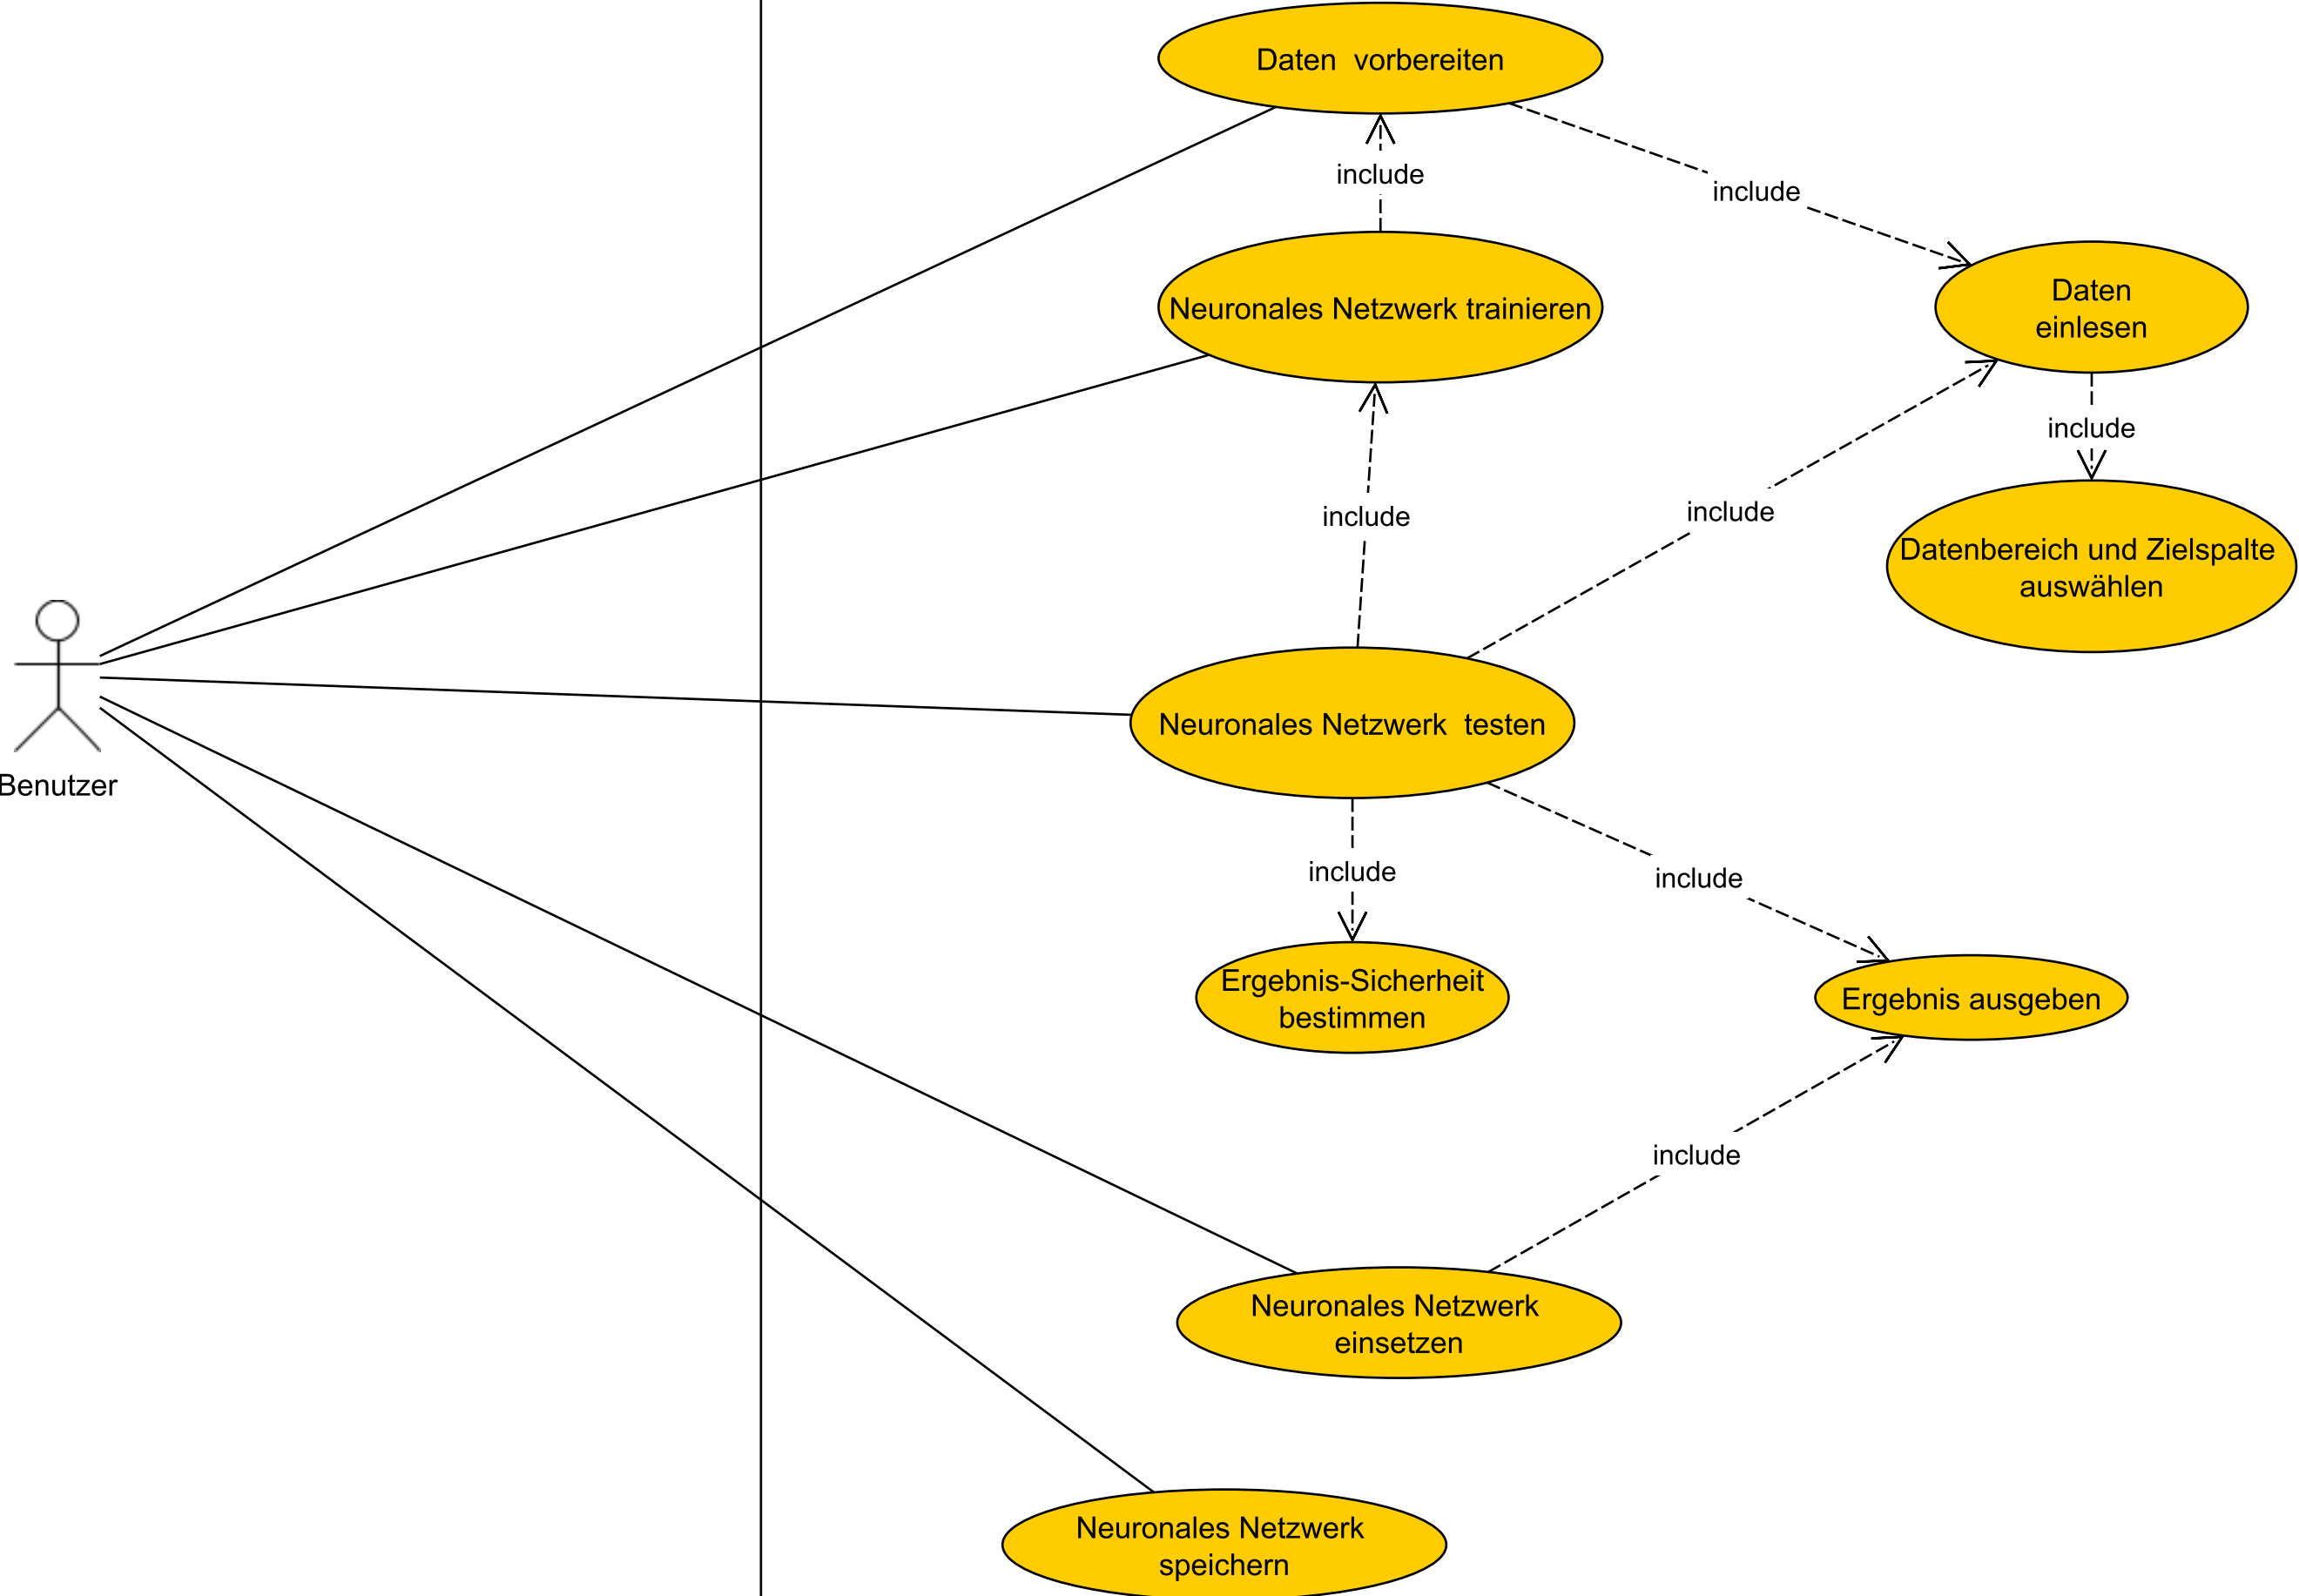 Daten  vorbereiten
include
include
Daten
einlesen
Neuronales Netzwerk trainieren
include
include
include
Datenbereich und Zielspalte
auswählen
Neuronales Netzwerk  testen
Benutzer
include
include
Ergebnis-Sicherheit
bestimmen
Ergebnis ausgeben
include
Neuronales Netzwerk
einsetzen
Neuronales Netzwerk
speichern